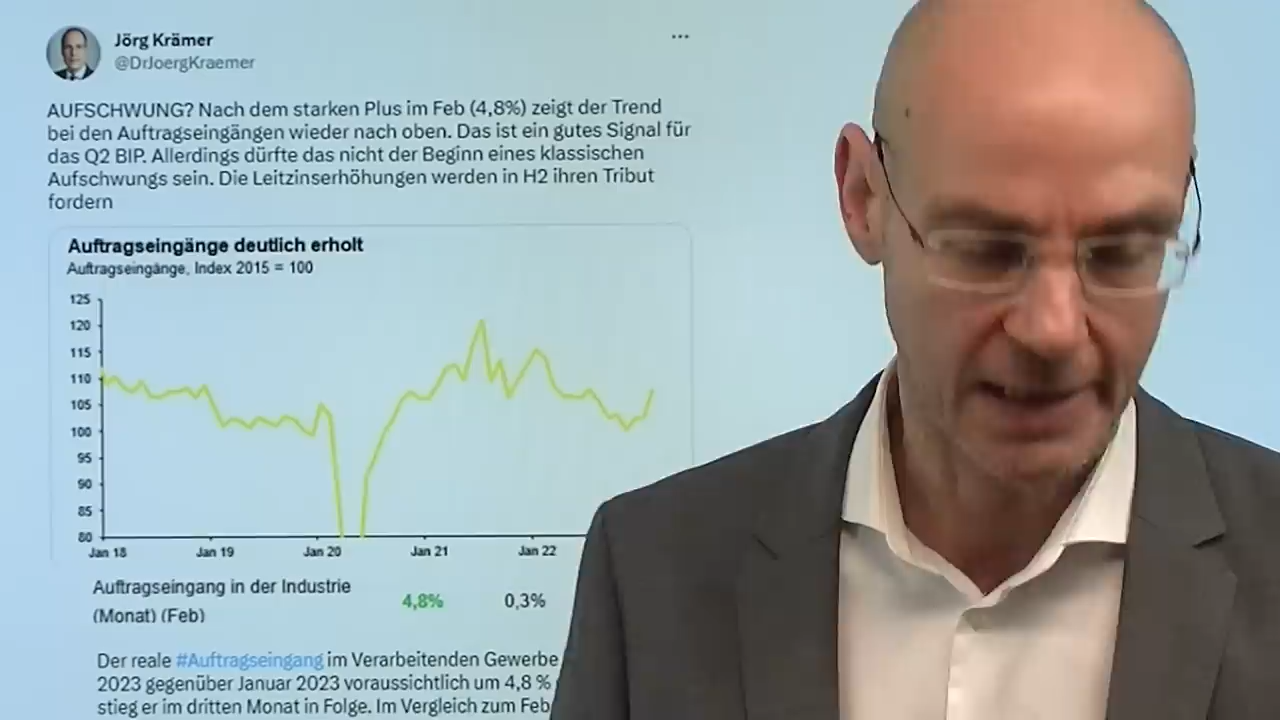 Jörg Krämer
@DrJoergKraemer
AUFSCHWUNG? Nach dem starken Plus im Feb (4,8%) zeigt der Trend
bei den Auftragseingängen wieder nach oben. Das ist ein gutes Signal für
das Q2 BIP. Allerdings dürfte das nicht der Beginn eines klassischen
Aufschwungs sein. Die Leitzinserhöhungen werden in H2 ihren Tribut
fordern
Auftragseingänge deutlich erholt
Auftragseingänge, Index 2015 = 100
125
120
115
110
105
100
95
90
85
80
Jan 18 Jan 19 Jan 20 Jan 21 Jan 22
Auftragseingang in der Industrie
(Monat) (Feb) 4,8% 0,3%
Der reale #Auftragseingang im Verarbeitenden Gewerbe
2023 gegenüber Januar 2023 voraussichtlich um 4,8 %
stieg er im dritten Monat in Folge. Im Vergleich zum Feb